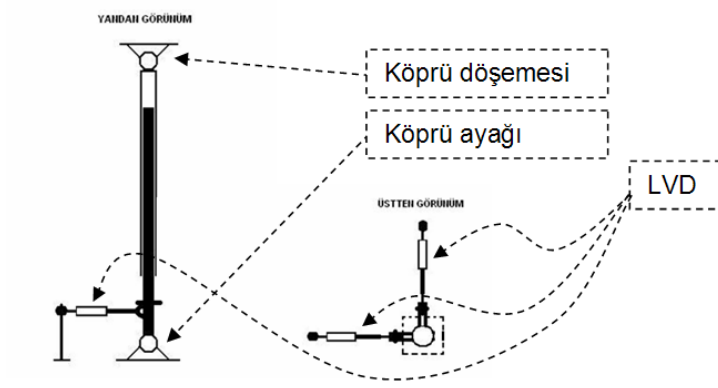 YANDAN GÖRÜNÜM
Köprü döşemesi
Köprü ayağı
LVD
ÜSTTEN GÖRÜNÜM